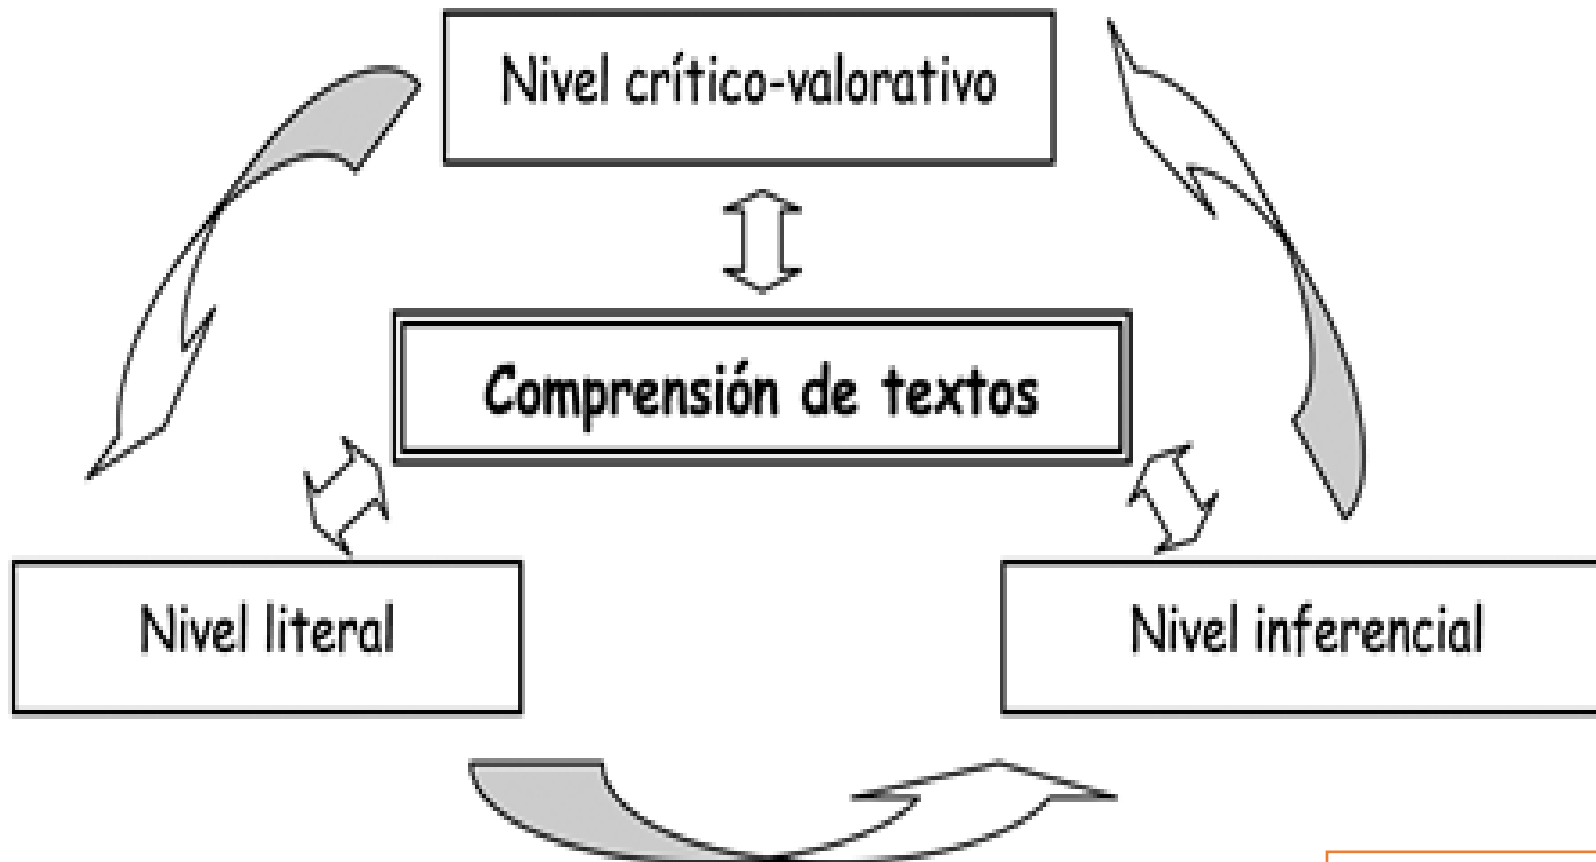 Nivel crítico-valorativo
Comprensión de textos
Nivel literal
Nivel inferencial